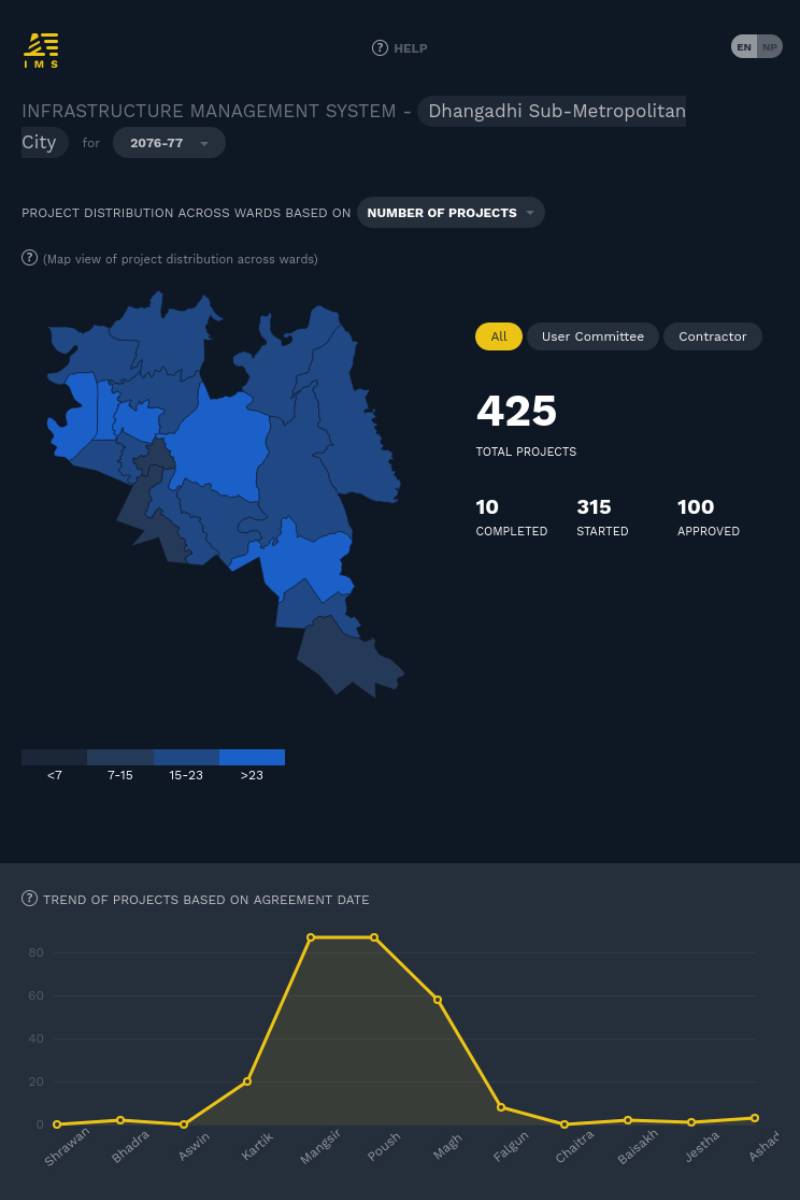 IMS
? HELP
EN NP
INFRASTRUCTURE MANAGEMENT SYSTEM - Dhangadhi Sub-Metropolitan
City for 2076-77
PROJECT DISTRIBUTION ACROSS WARDS BASED ON NUMBER OF PROJECTS
? (Map view of project distribution across wards)
All User Committee Contractor
425
TOTAL PROJECTS
10 315 100
COMPLETED STARTED APPROVED
<7 7-15 15-23 >23
? TREND OF PROJECTS BASED ON AGREEMENT DATE
80
60
40
20
0
Shrawan Bhadra Aswin Kartik Mangsir Poush Magh Falgun Chaitra Baisakh Jestha Ashad